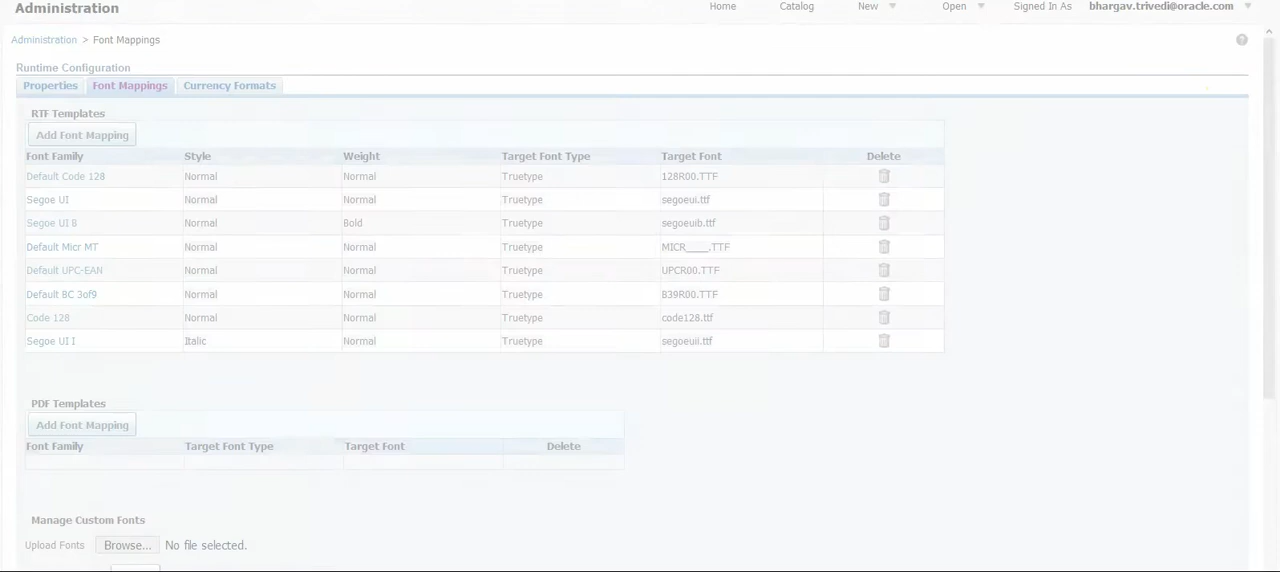 Administration Home Catalog New Open Signed In As bhargav.trivedi@oracle.com
Administration > Font Mappings
Runtime Configuration
Properties Font Mappings Currency Formats
RTF Templates
Add Font Mapping
Font Family Style Weight Target Font Type Target Font Delete
Default Code 128 Normal Normal Truetype 128R00.TTF
Segoe UI Normal Normal Truetype segoeui.ttf
Segoe UI B Normal Bold Truetype segoeuib.ttf
Default Micr MT Normal Normal Truetype MICR____.TTF
Default UPC-EAN Normal Normal Truetype UPCR00.TTF
Default BC 3of9 Normal Normal Truetype B39R00.TTF
Code 128 Normal Normal Truetype code128.ttf
Segoe UI I Italic Normal Truetype segoeuii.ttf
PDF Templates
Add Font Mapping
Font Family Target Font Type Target Font Delete
Manage Custom Fonts
Upload Fonts Browse... No file selected.